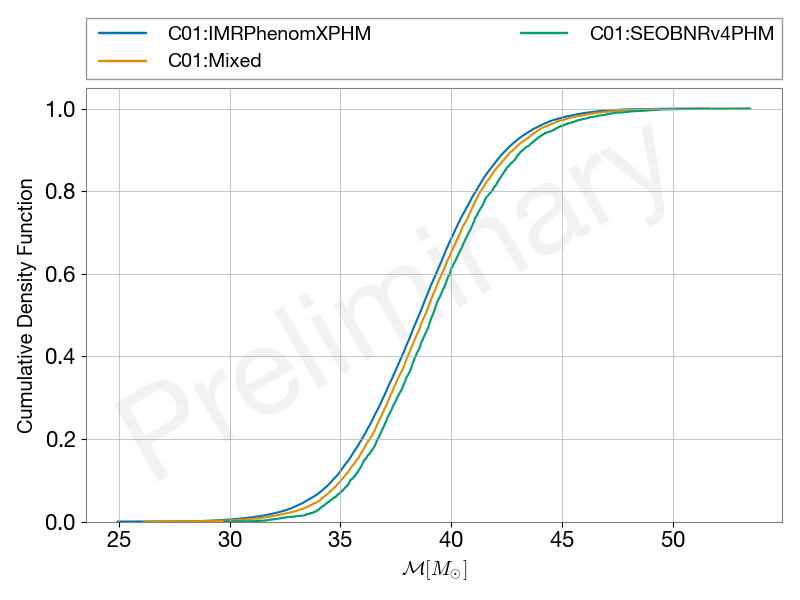 C01:IMRPhenomXPHM
C01:Mixed
C01:SEOBNRv4PHM
Cumulative Density Function
1.0
0.8
0.6
0.4
0.2
0.0
Preliminary
25 30 35 40 45 50
ℳ[M⊙]